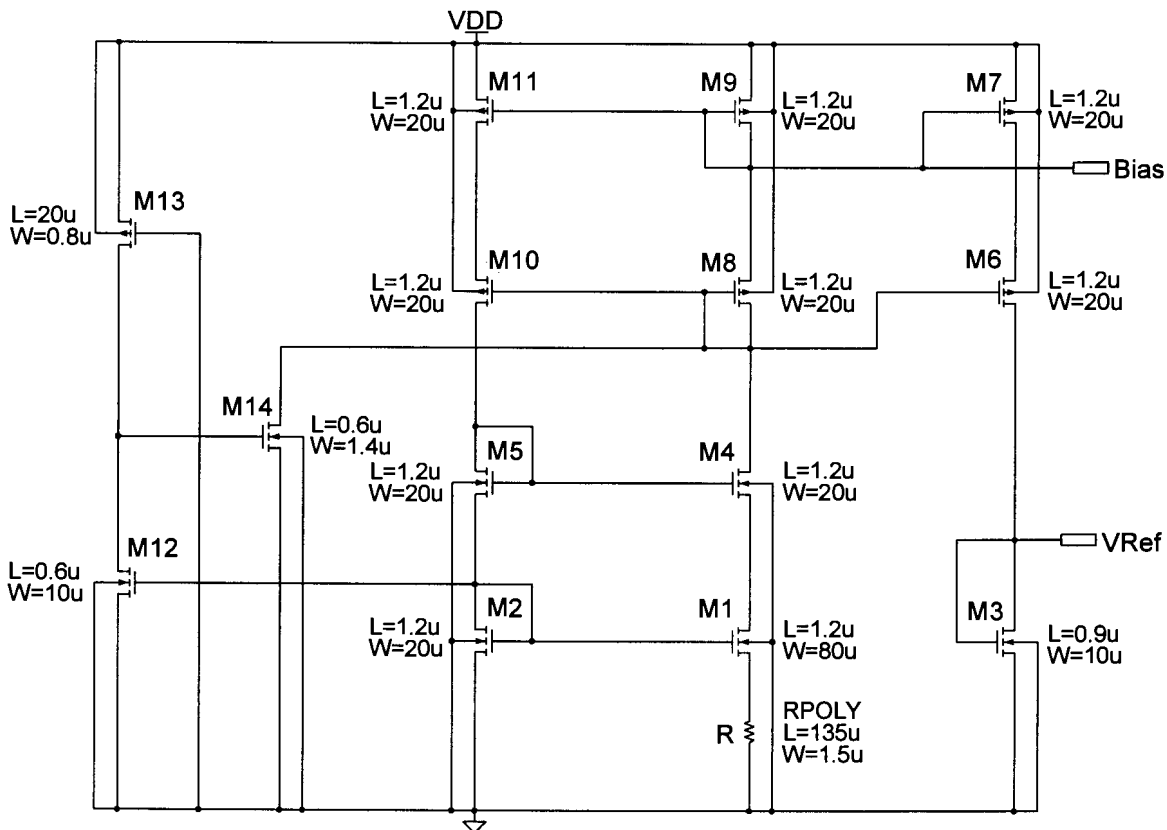 VDD
M11
L=1.2u
W=20u
M9
L=1.2u
W=20u
M7
L=1.2u
W=20u
Bias
M13
L=20u
W=0.8u
M10
L=1.2u
W=20u
M8
L=1.2u
W=20u
M6
L=1.2u
W=20u
M14
L=0.6u
W=1.4u
M5
L=1.2u
W=20u
M4
L=1.2u
W=20u
VRef
M12
L=0.6u
W=10u
M2
L=1.2u
W=20u
M1
L=1.2u
W=80u
M3
L=0.9u
W=10u
R
RPOLY
L=135u
W=1.5u